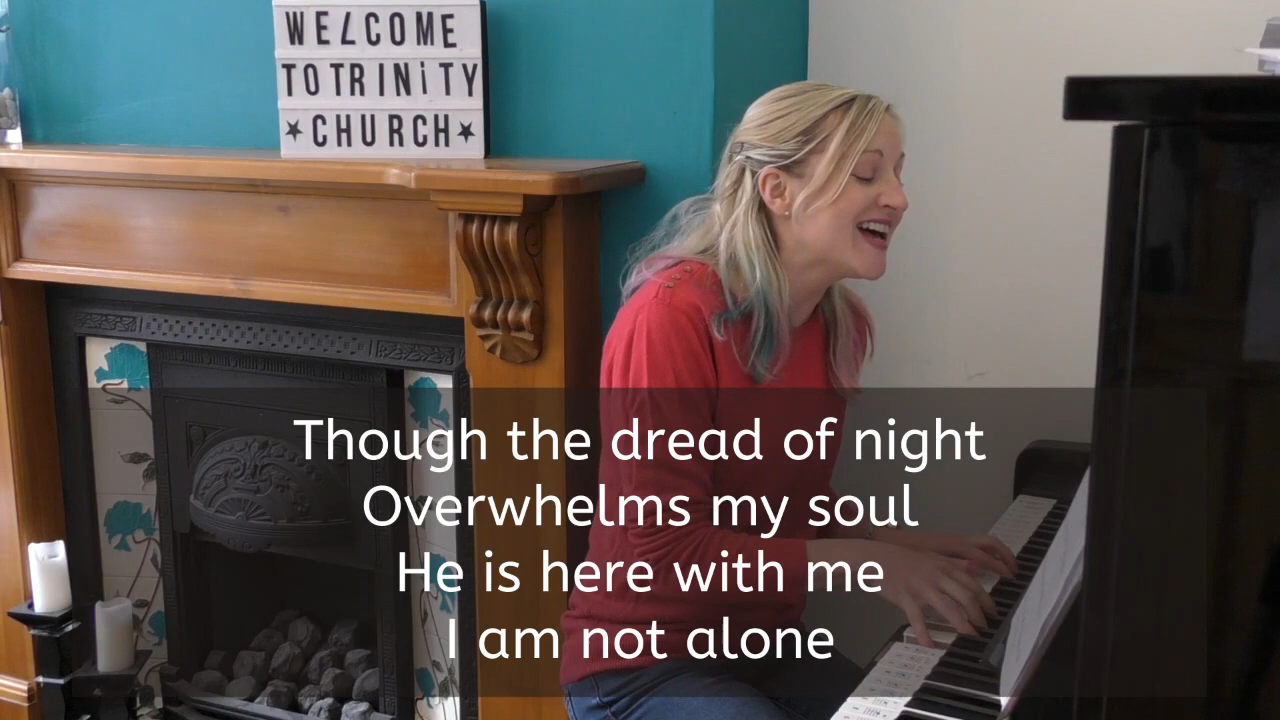 WELCOME
TO TRiNiTY
★CHURCH★
Though the dread of night
Overwhelms my soul
He is here with me
I am not alone